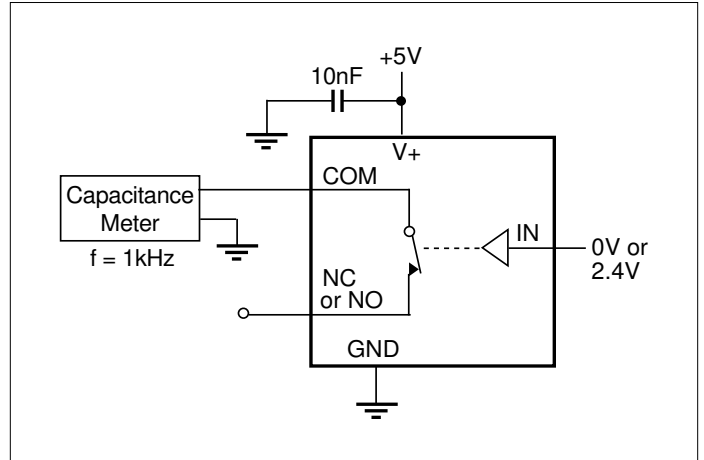 +5V
10nF
V+
COM
Capacitance
Meter
f = 1kHz
IN
0V or
2.4V
NC
or NO
GND